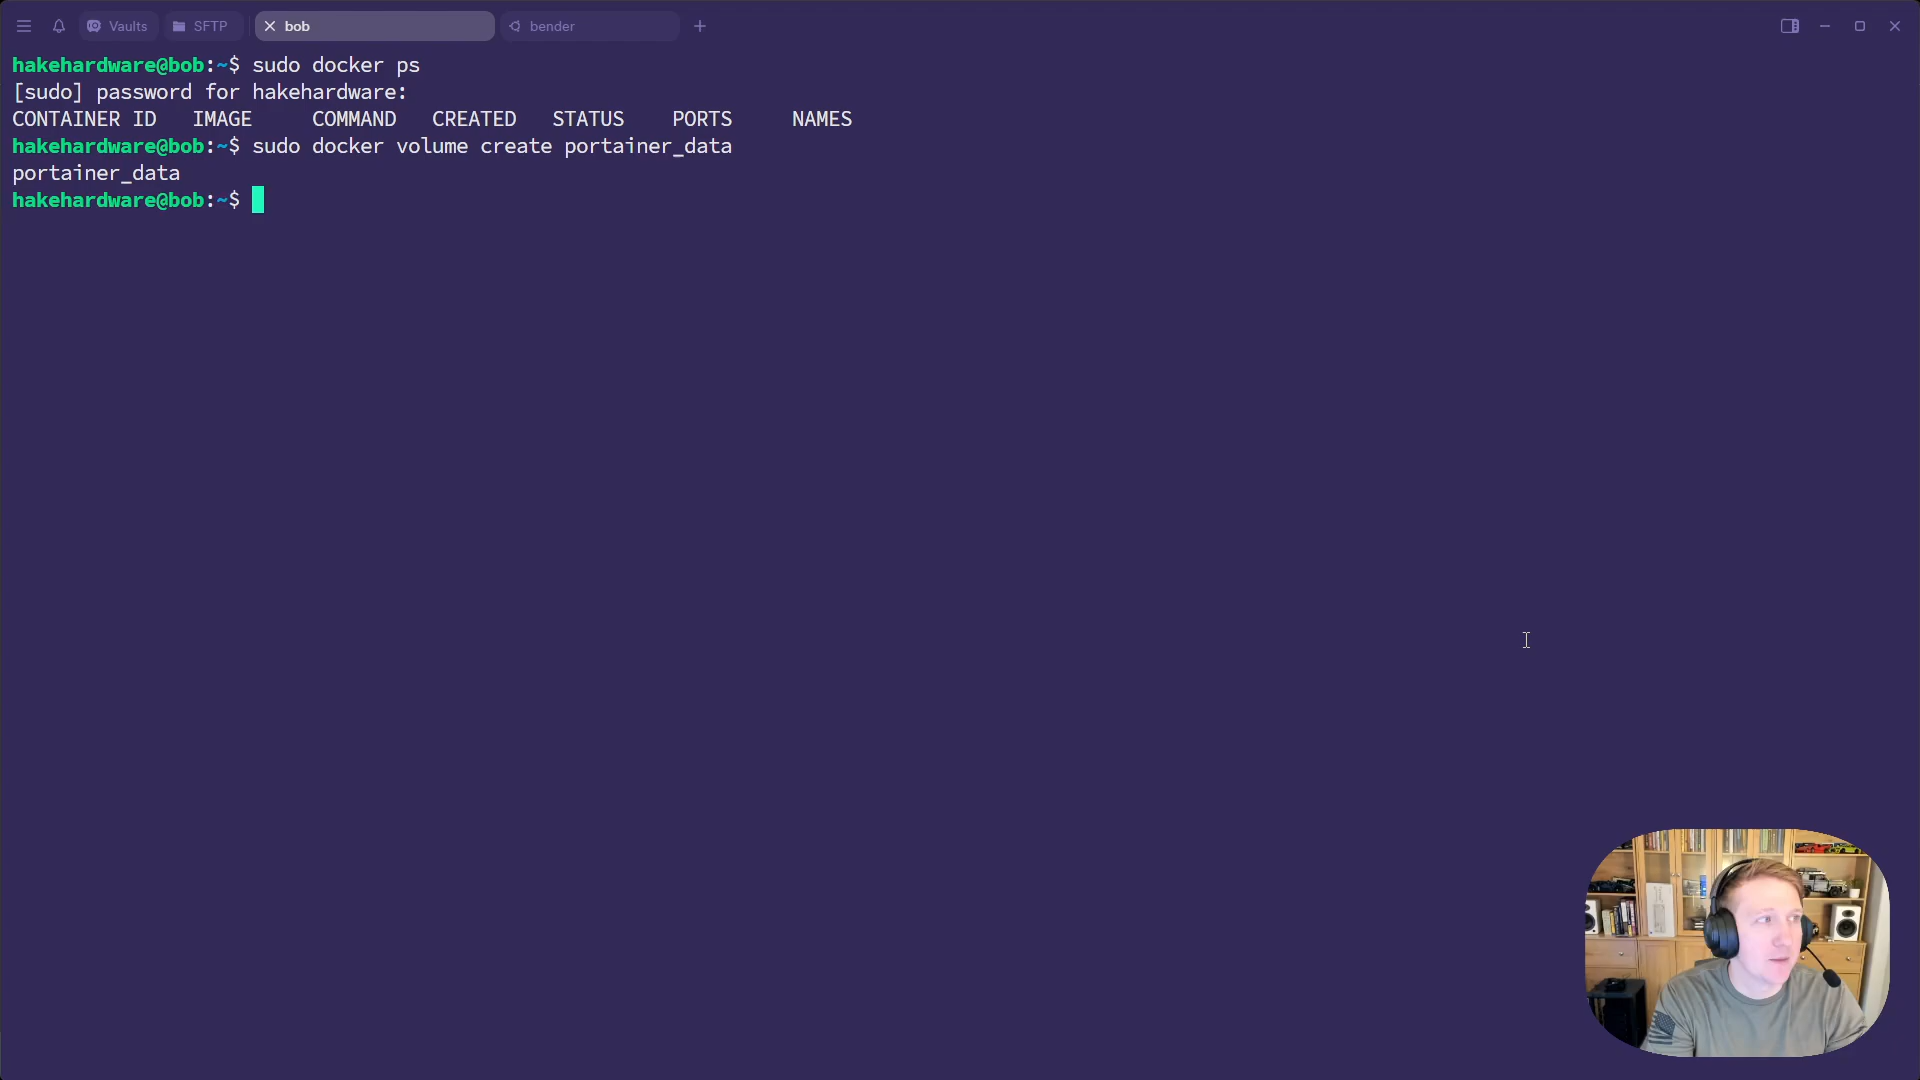 Vaults SFTP bob bender
hakehardware@bob:~$ sudo docker ps
[sudo] password for hakehardware:
CONTAINER ID   IMAGE     COMMAND   CREATED   STATUS    PORTS     NAMES
hakehardware@bob:~$ sudo docker volume create portainer_data
portainer_data
hakehardware@bob:~$